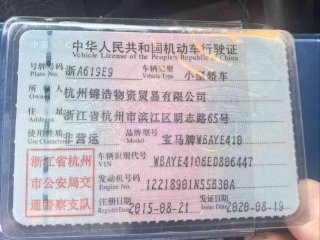 中华人民共和国机动车行驶证
Vehicle License of the People's Republic of China
号牌号码 浙A619E9 车辆类型 小型轿车
Plate No. Vehicle Type
所有人 杭州锦浩物资贸易有限公司
住址 浙江省杭州市滨江区明志路65号
使用性质 非营运 品牌型号 宝马牌WBAYE410
Use Character
浙江省杭州 车辆识别代号 WBAYE4106ED806447
VIN
市公安局交 发动机号码 12218901N55B30A
Engine No.
通警察支队 注册日期 2015-08-21 发证日期 2020-08-19
Register Date Issue Date